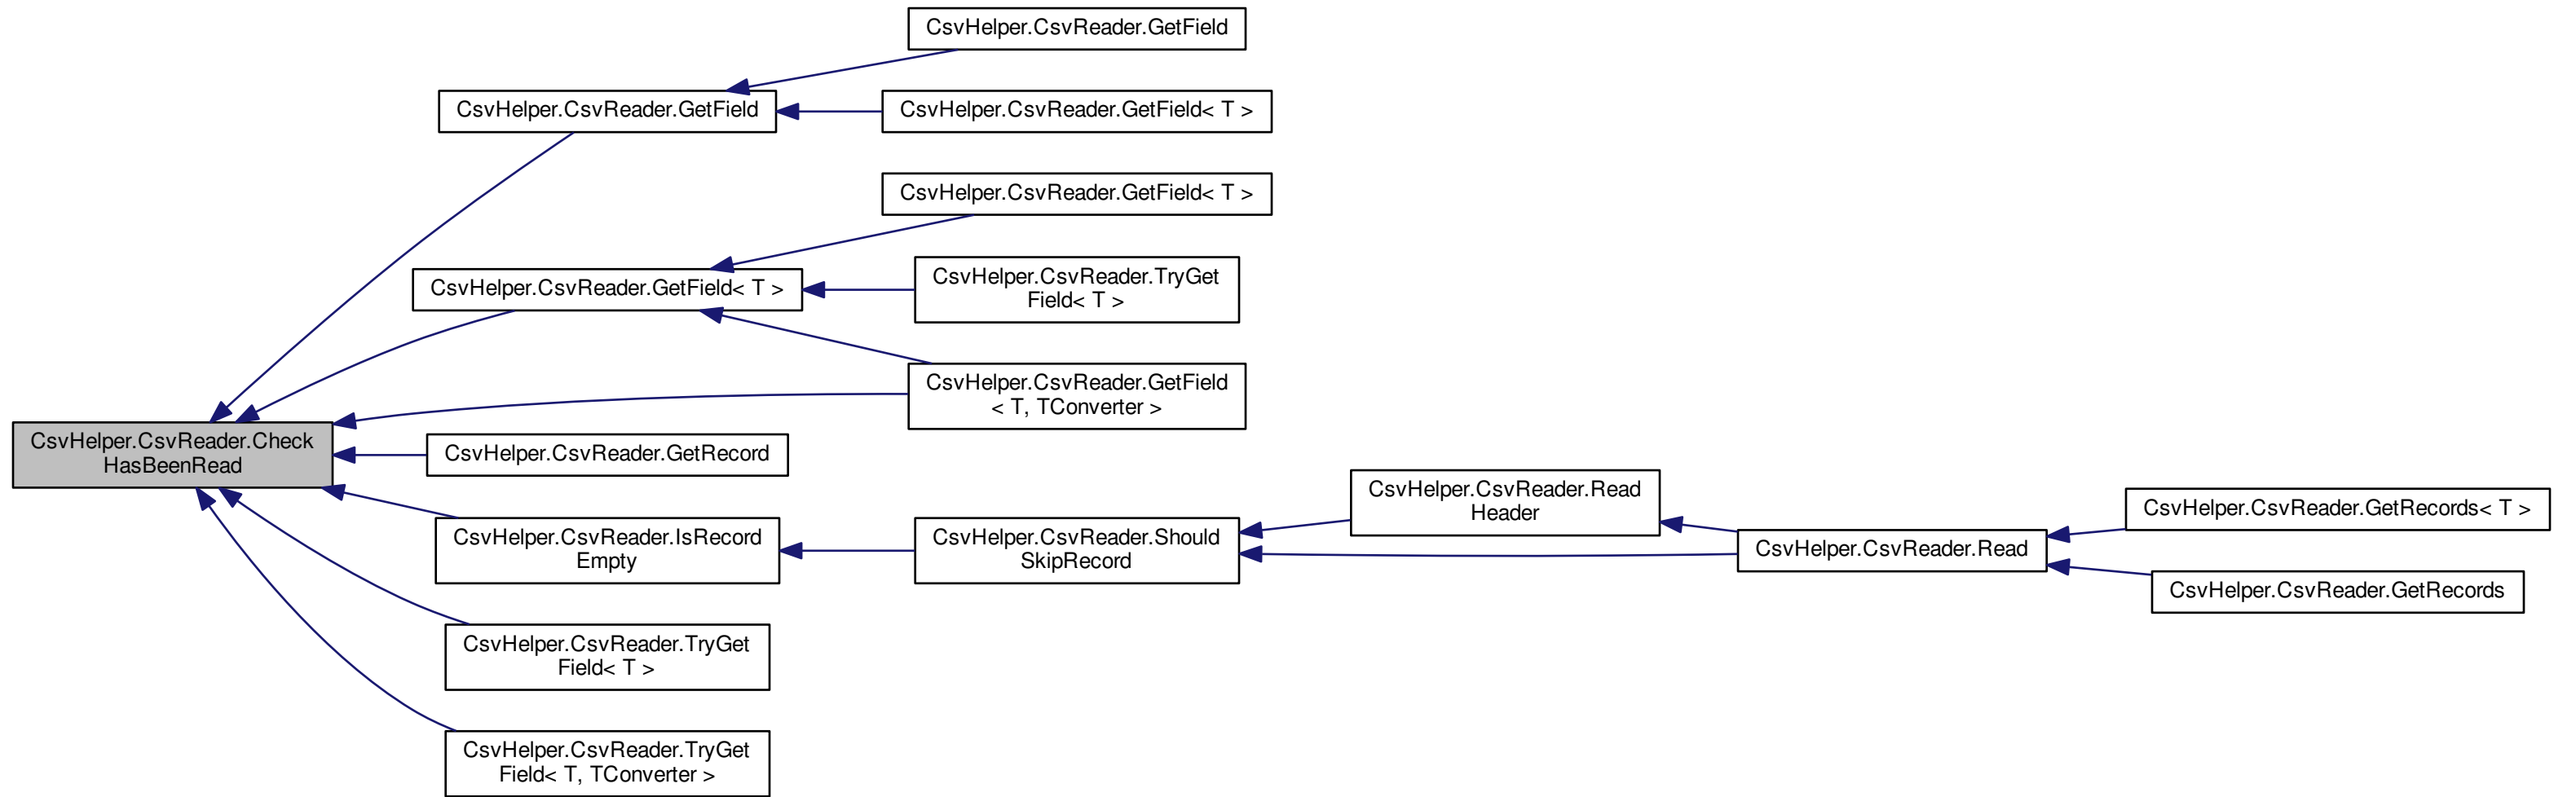 CsvHelper.CsvReader.GetField
CsvHelper.CsvReader.GetField
CsvHelper.CsvReader.GetField< T >
CsvHelper.CsvReader.GetField< T >
CsvHelper.CsvReader.GetField< T >
CsvHelper.CsvReader.TryGet
Field< T >
CsvHelper.CsvReader.GetField
< T, TConverter >
CsvHelper.CsvReader.Check
HasBeenRead
CsvHelper.CsvReader.GetRecord
CsvHelper.CsvReader.IsRecord
Empty
CsvHelper.CsvReader.Should
SkipRecord
CsvHelper.CsvReader.Read
Header
CsvHelper.CsvReader.Read
CsvHelper.CsvReader.GetRecords< T >
CsvHelper.CsvReader.GetRecords
CsvHelper.CsvReader.TryGet
Field< T >
CsvHelper.CsvReader.TryGet
Field< T, TConverter >